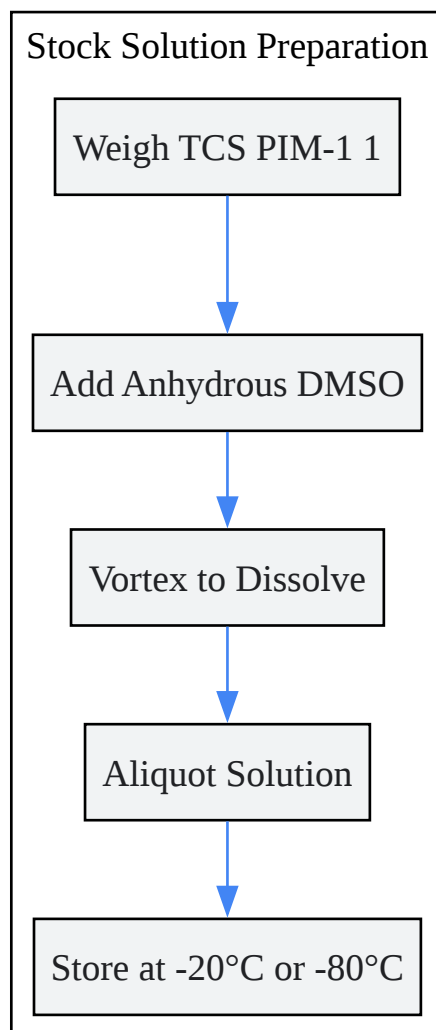 Stock Solution Preparation
Weigh TCS PIM-1 1
Add Anhydrous DMSO
Vortex to Dissolve
Aliquot Solution
Store at -20°C or -80°C